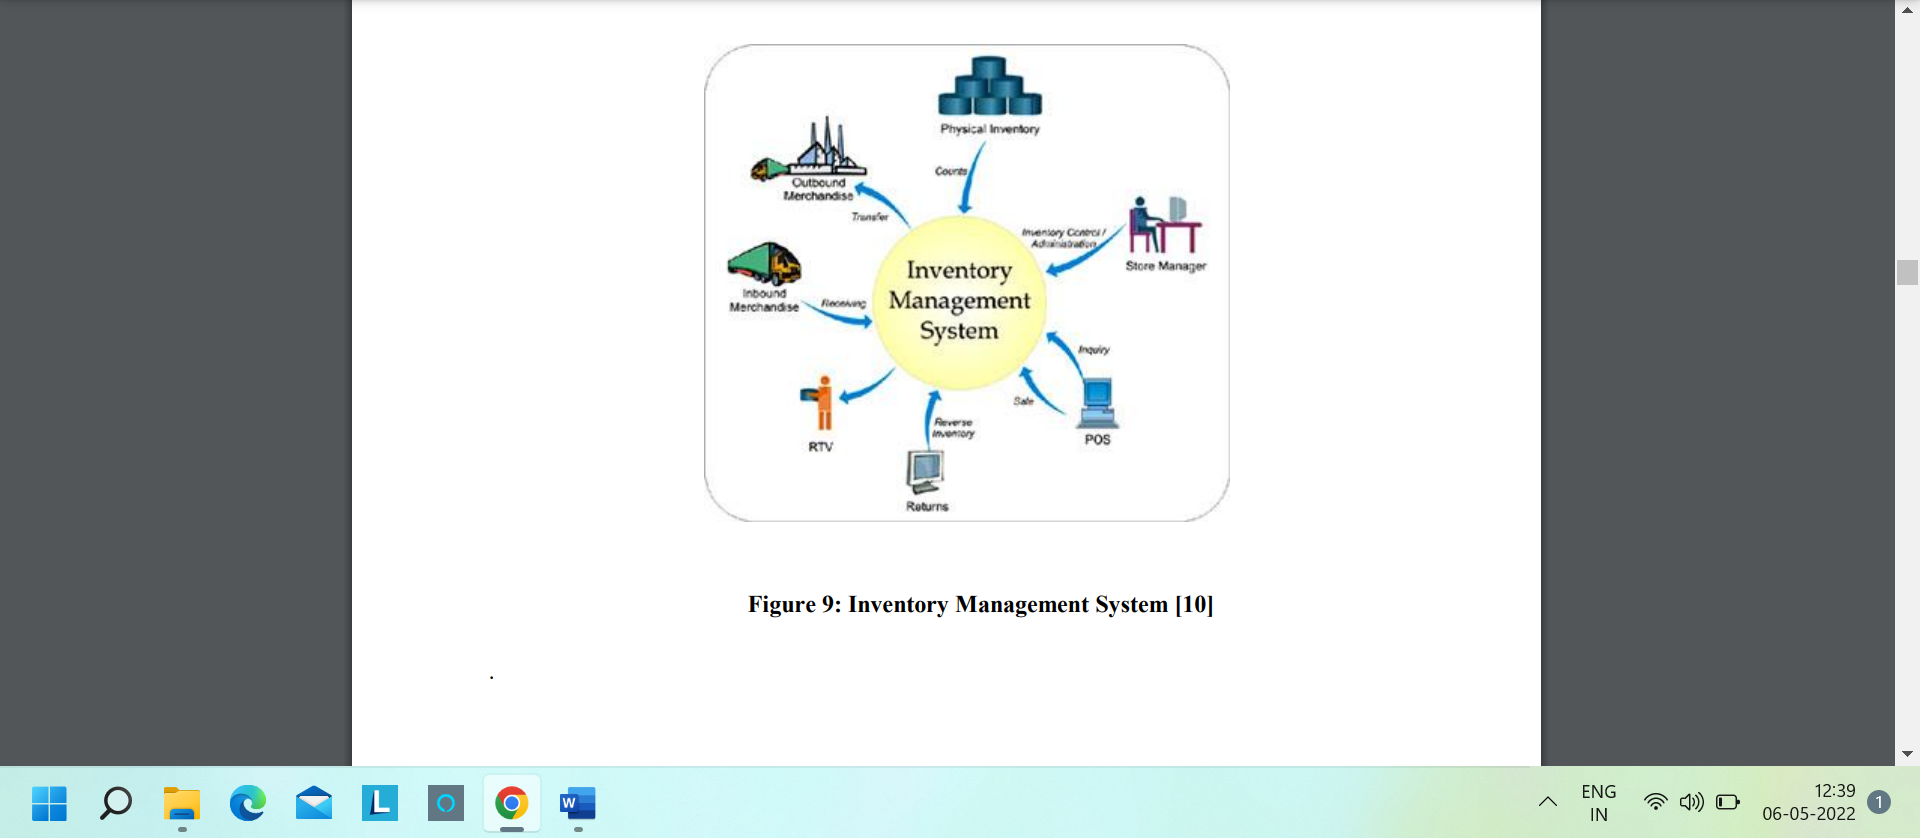 Physical Inventory
Counts
Outbound
Merchandise
Transfer
Inventory Control /
Administration
Store Manager
Inbound
Merchandise
Receiving
Inventory
Management
System
Inquiry
Sale
POS
RTV
Reverse
Inventory
Returns
Figure 9: Inventory Management System [10]
.
L
W
ENG
IN
12:39
06-05-2022
1